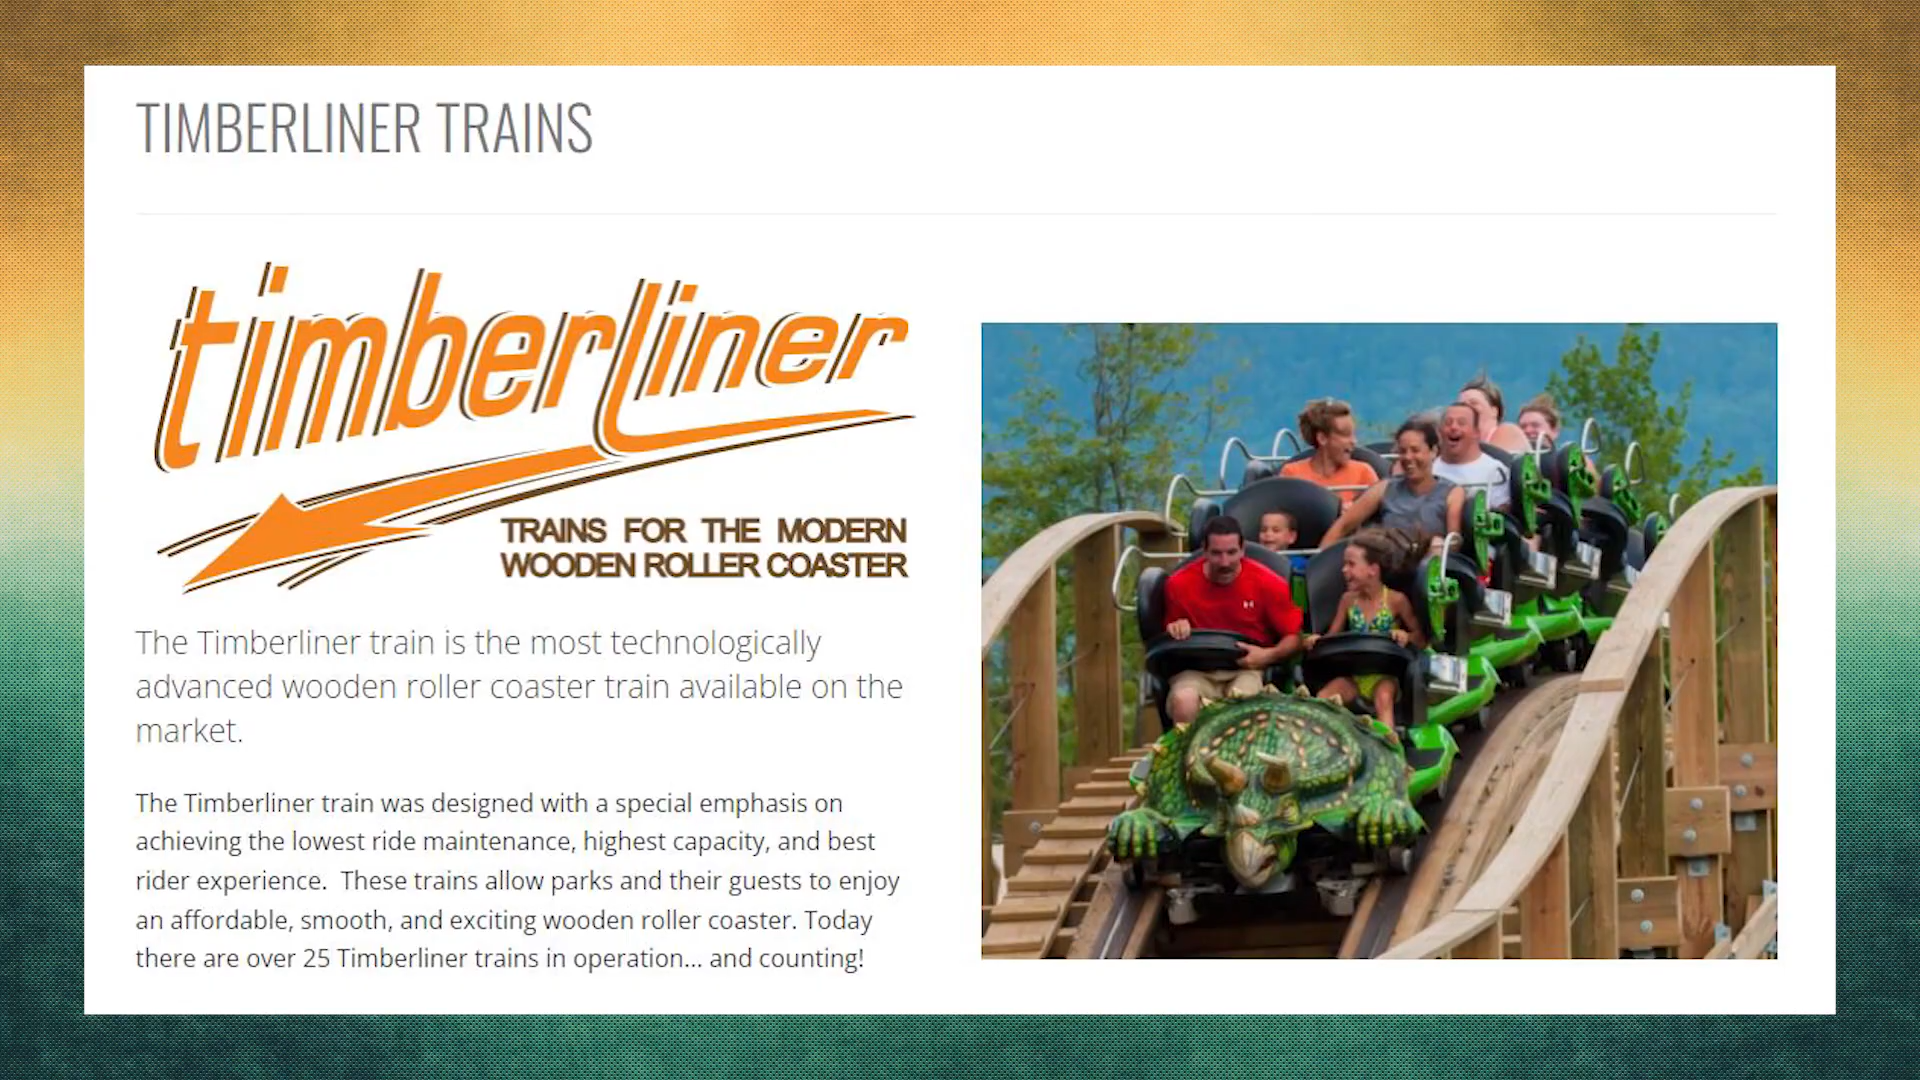 TIMBERLINER TRAINS
timberliner
TRAINS FOR THE MODERN
WOODEN ROLLER COASTER
The Timberliner train is the most technologically
advanced wooden roller coaster train available on the
market.
The Timberliner train was designed with a special emphasis on
achieving the lowest ride maintenance, highest capacity, and best
rider experience.  These trains allow parks and their guests to enjoy
an affordable, smooth, and exciting wooden roller coaster. Today
there are over 25 Timberliner trains in operation... and counting!